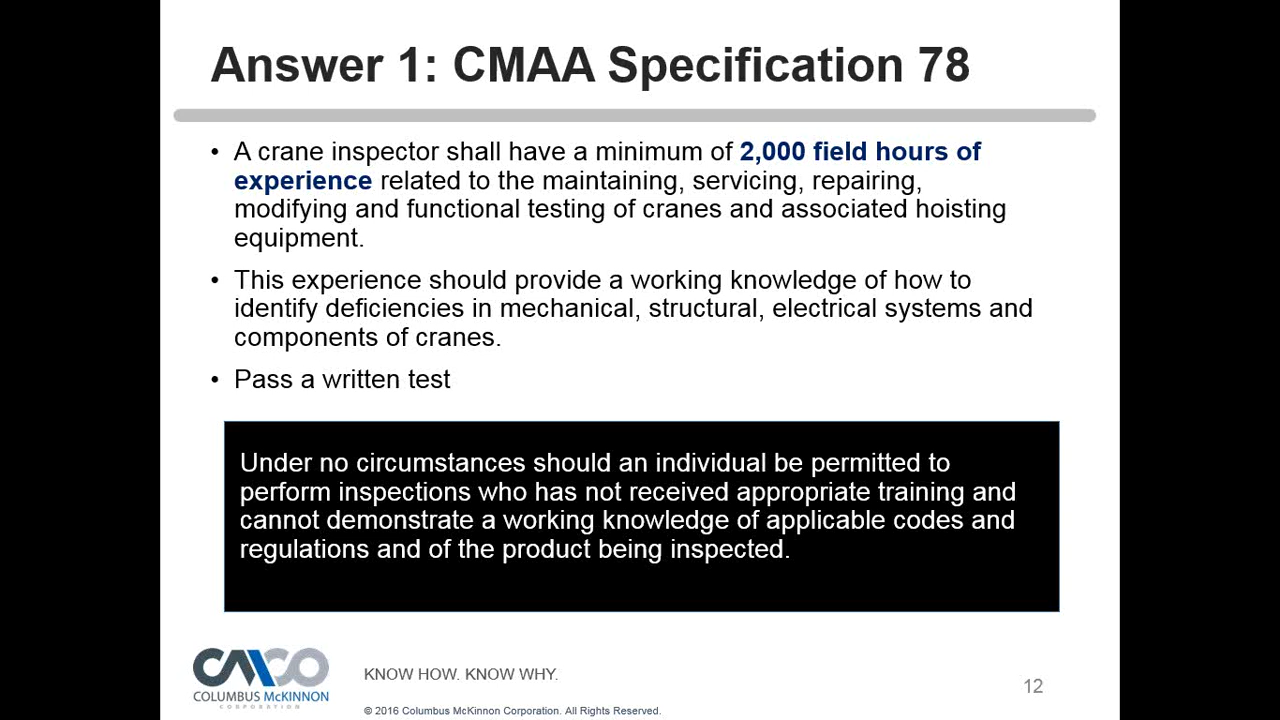 Answer 1: CMAA Specification 78
• A crane inspector shall have a minimum of 2,000 field hours of
experience related to the maintaining, servicing, repairing,
modifying and functional testing of cranes and associated hoisting
equipment.
• This experience should provide a working knowledge of how to
identify deficiencies in mechanical, structural, electrical systems and
components of cranes.
• Pass a written test
Under no circumstances should an individual be permitted to
perform inspections who has not received appropriate training and
cannot demonstrate a working knowledge of applicable codes and
regulations and of the product being inspected.
CMCO
COLUMBUS McKINNON
CORPORATION
KNOW HOW. KNOW WHY.
© 2016 Columbus McKinnon Corporation. All Rights Reserved.
12